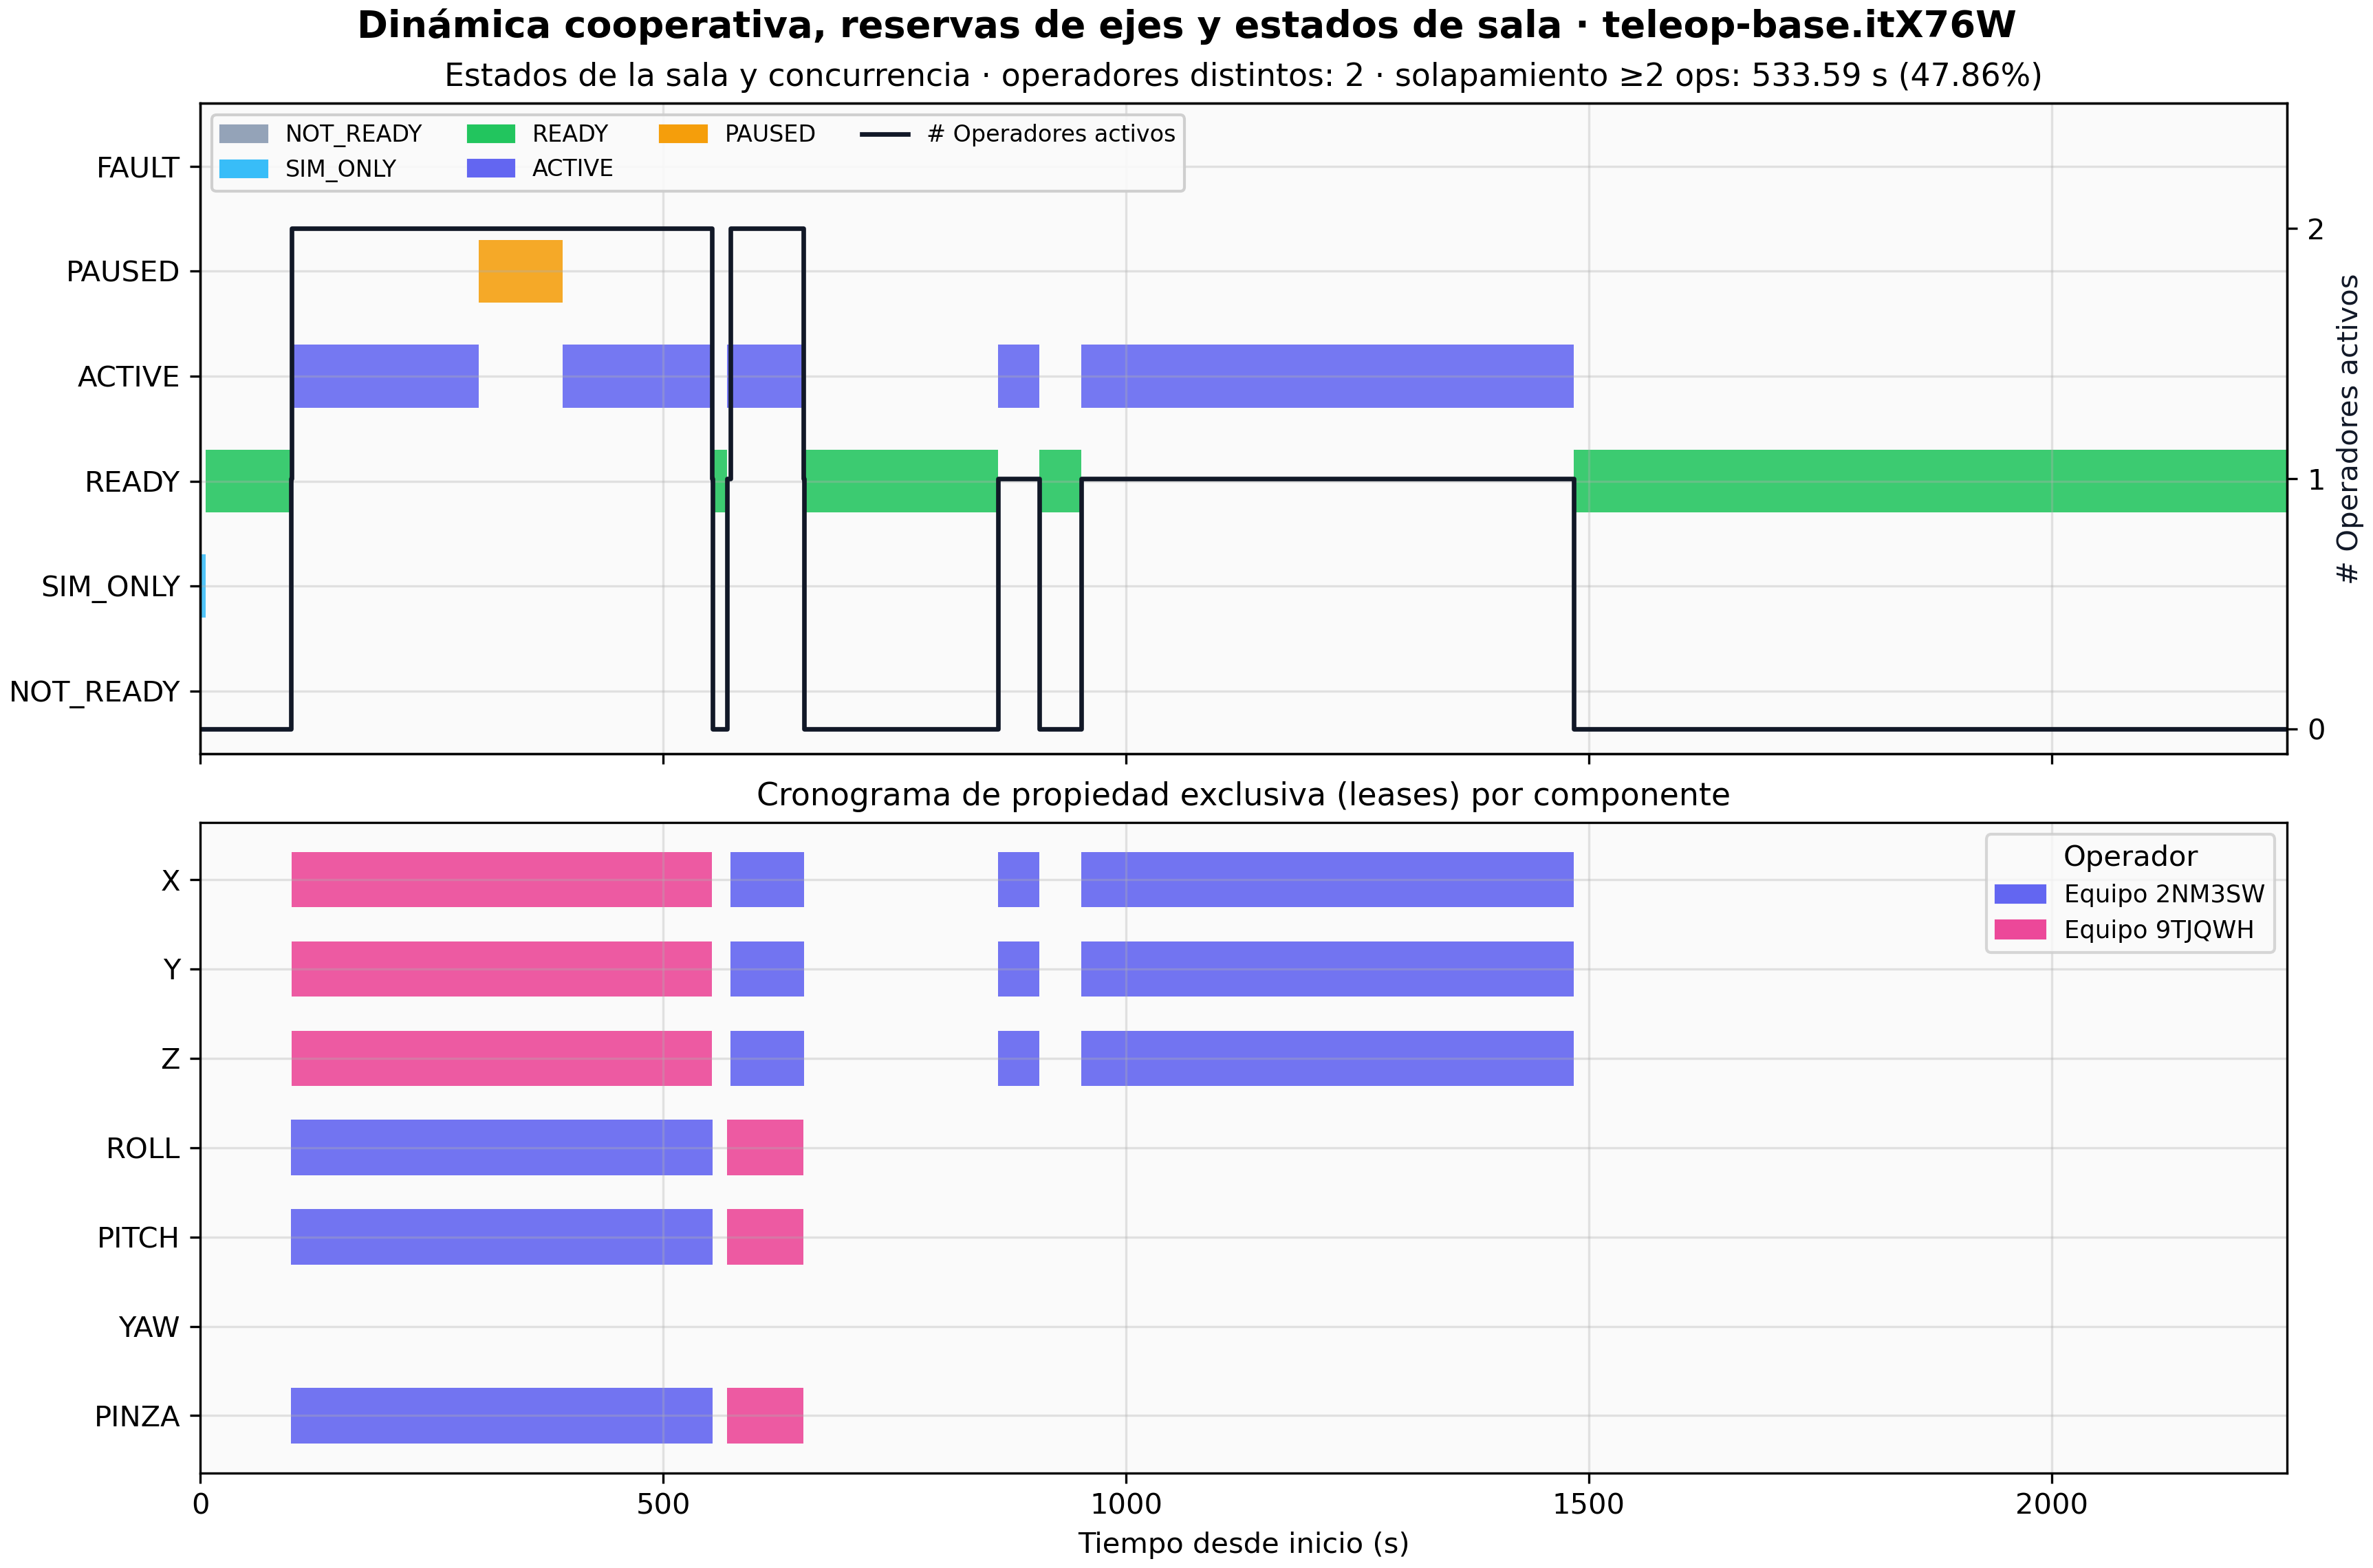 Dinámica cooperativa, reservas de ejes y estados de sala · teleop-base.itX76W
Estados de la sala y concurrencia · operadores distintos: 2 · solapamiento ≥2 ops: 533.59 s (47.86%)
NOT_READY
SIM_ONLY
READY
ACTIVE
PAUSED
# Operadores activos
FAULT
PAUSED
ACTIVE
READY
SIM_ONLY
NOT_READY
2
1
0
# Operadores activos
Cronograma de propiedad exclusiva (leases) por componente
Operador
Equipo 2NM3SW
Equipo 9TJQWH
X
Y
Z
ROLL
PITCH
YAW
PINZA
0
500
1000
1500
2000
Tiempo desde inicio (s)